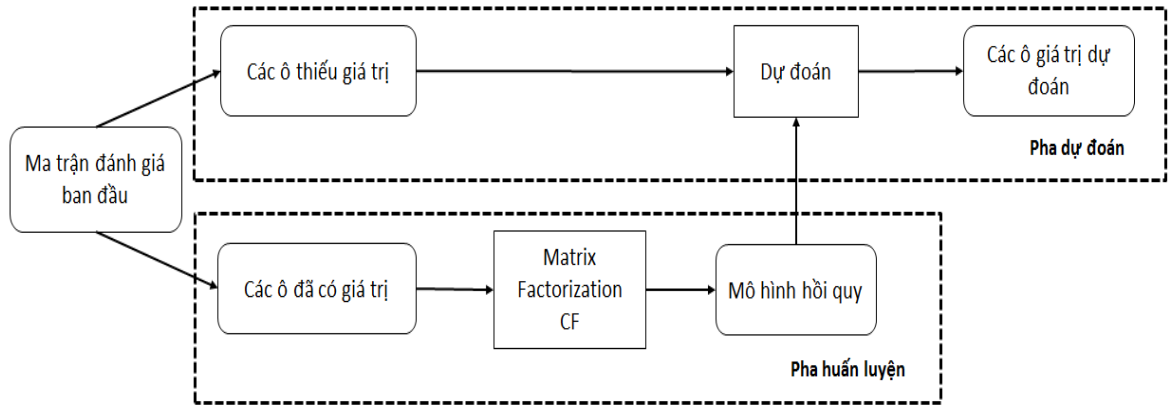 Các ô thiếu giá trị
Dự đoán
Các ô giá trị dự
đoán
Pha dự đoán
Ma trận đánh giá
ban đầu
Các ô đã có giá trị
Matrix
Factorization
CF
Mô hình hồi quy
Pha huấn luyện